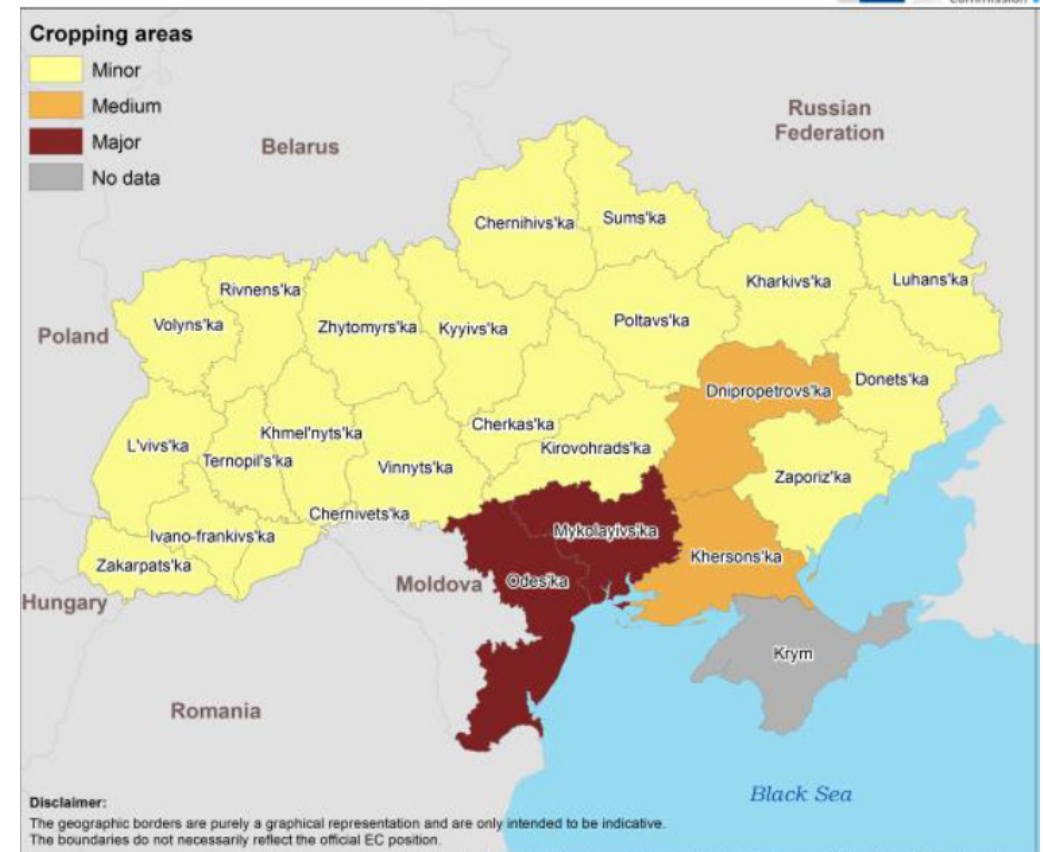 Commission
Cropping areas
Minor
Medium
Major
No data
Russian
Federation
Belarus
Chernihivs'ka
Sums'ka
Rivnens'ka
Kharkivs'ka
Luhans'ka
Volyns'ka
Zhytomyrs'ka
Kyyivs'ka
Poltavs'ka
Poland
Dnipropetrovs'ka
Donets'ka
L'vivs'ka
Khmel'nyts'ka
Cherkas'ka
Ternopil's'ka
Vinnyts'ka
Kirovohrads'ka
Zaporiz'ka
Chernivets'ka
Ivano-frankivs'ka
Mykolayivs'ka
Zakarpats'ka
Khersons'ka
Moldova
Odes'ka
Hungary
Krym
Romania
Black Sea
Disclaimer:
The geographic borders are purely a graphical representation and are only intended to be indicative.
The boundaries do not necessarily reflect the official EC position.